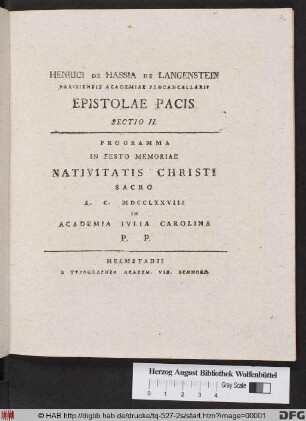 HENRICI DE HASSIA DE LANGENSTEIN
PARISIENSIS ACADEMIAE PROCANCELLARII
EPISTOLAE PACIS
SECTIO II.
PROGRAMMA
IN FESTO MEMORIAE
NATIVITATIS CHRISTI
SACRO
A. C. MDCCLXXVIII
IN
ACADEMIA IVLIA CAROLINA
P. P.
HELMSTADII
E TYPOGRAPHEO ACADEM. VID. SCHNORR.
Herzog August Bibliothek Wolfenbüttel
0 1 2 3 4 Gray Scale
© HAB http://diglib.hab.de/drucke/tq-527-2s/start.htm?image=00001
DFG